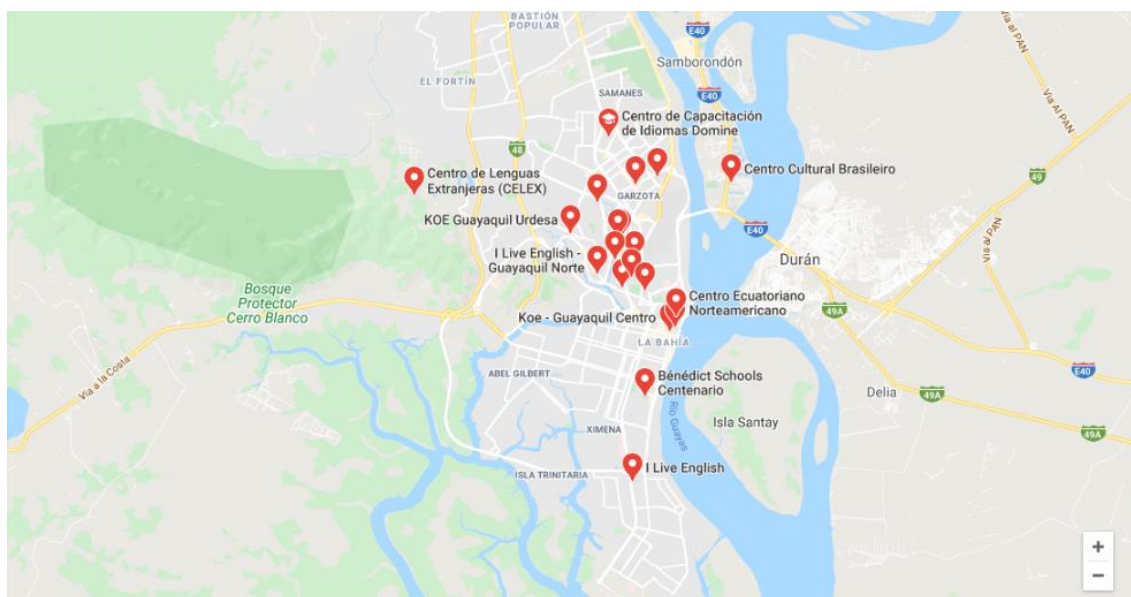 BASTIÓN
POPULAR
E40
Samborondón
EL FORTÍN
SAMANES
E40
Vía al PAN
Centro de Capacitación
de Idiomas Domine
48
Centro de Lenguas
Extranjeras (CELEX)
Centro Cultural Brasileiro
49
GARZOTA
KOE Guayaquil Urdesa
E40
Vía al PAN
I Live English -
Guayaquil Norte
Durán
Bosque
Protector
Cerro Blanco
Centro Ecuatoriano
Norteamericano
49A
Koe - Guayaquil Centro
LA BAHÍA
Vía a la Costa
ABEL GILBERT
Bénédict Schools
Centenario
E40
Delia
49A
Río Guayas
Isla Santay
XIMENA
49A
ISLA TRINITARIA
I Live English
+
−